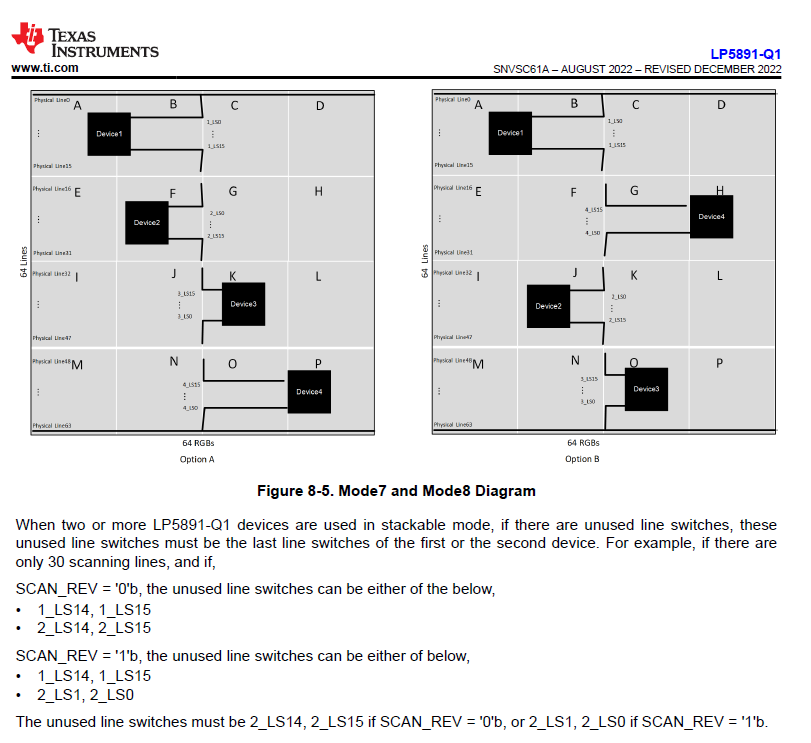 TEXAS
INSTRUMENTS
www.ti.com
LP5891-Q1
SNVSC61A – AUGUST 2022 – REVISED DECEMBER 2022
Physical Line0 A B C D
Device1
1_LS0
⋮ ⋮
1_LS15
Physical Line15
Physical Line16 E F G H
Device2
2_LS0
⋮ ⋮
2_LS15
Physical Line31
64 Lines
Physical Line32 I J K L
3_LS15
Device3
⋮ ⋮
3_LS0
Physical Line47
Physical Line48 M N O P
4_LS15
Device4
⋮ ⋮
4_LS0
Physical Line63
64 RGBs
Option A
Physical Line0 A B C D
Device1
1_LS0
⋮ ⋮
1_LS15
Physical Line15
Physical Line16 E F G H
4_LS15
Device4
⋮ ⋮
4_LS0
Physical Line31
64 Lines
Physical Line32 I J K L
2_LS0
Device2
⋮ ⋮
2_LS15
Physical Line47
Physical Line48 M N O P
3_LS15
Device3
⋮ ⋮
3_LS0
Physical Line63
64 RGBs
Option B
Figure 8-5. Mode7 and Mode8 Diagram
When two or more LP5891-Q1 devices are used in stackable mode, if there are unused line switches, these
unused line switches must be the last line switches of the first or the second device. For example, if there are
only 30 scanning lines, and if,
SCAN_REV = '0'b, the unused line switches can be either of the below,
• 1_LS14, 1_LS15
• 2_LS14, 2_LS15
SCAN_REV = '1'b, the unused line switches can be either of below,
• 1_LS14, 1_LS15
• 2_LS1, 2_LS0
The unused line switches must be 2_LS14, 2_LS15 if SCAN_REV = '0'b, or 2_LS1, 2_LS0 if SCAN_REV = '1'b.